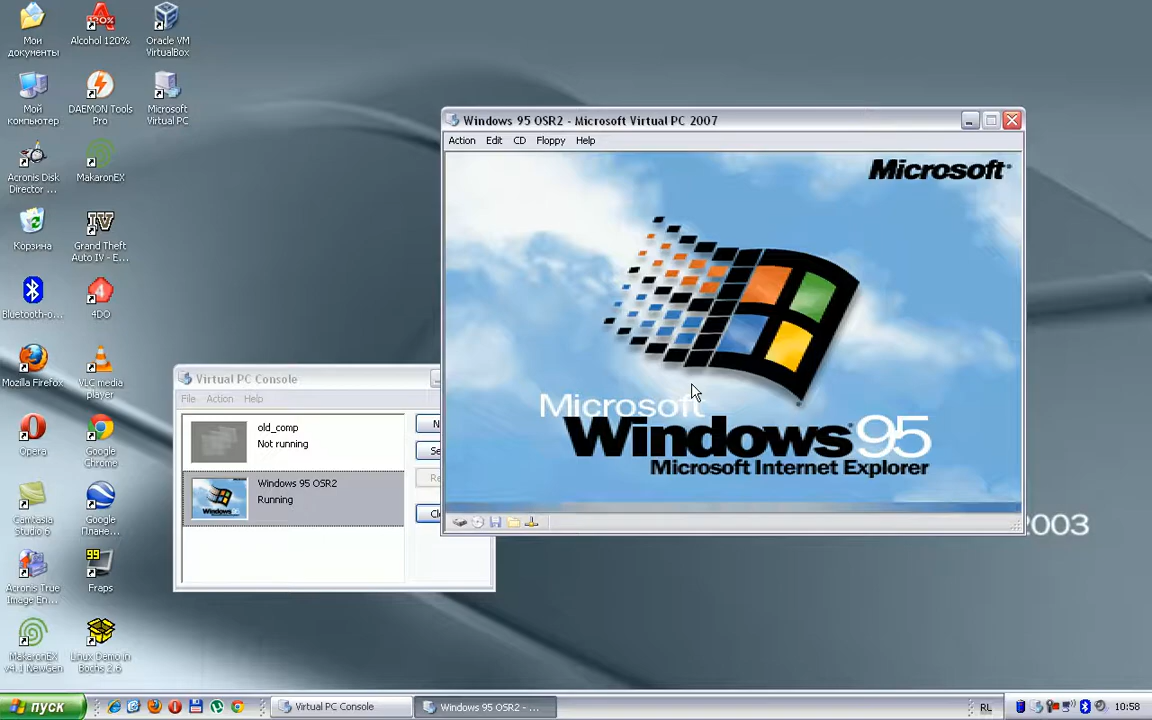 Мои
документы
Alcohol 120%
Oracle VM
VirtualBox
Мой
компьютер
DAEMON Tools
Pro
Microsoft
Virtual PC
Acronis Disk
Director ...
MakaronEX
Корзина
IV
Grand Theft
Auto IV - E...
Bluetooth-о...
4
4DO
Mozilla Firefox
VLC media
player
Opera
Google
Chrome
Camtasia
Studio 6
Google
Плане...
Acronis True
Image En...
99
Fraps
MakaronEX
v4.1 NewGen
Linux Demo in
Bochs 2.6
Virtual PC Console
File Action Help
old_comp
Not running
Windows 95 OSR2
Running
Windows 95 OSR2 - Microsoft Virtual PC 2007
Action Edit CD Floppy Help
Microsoft
Microsoft
Windows 95
Microsoft Internet Explorer
2003
пуск
Virtual PC Console
Windows 95 OSR2 - ...
RL
10:58